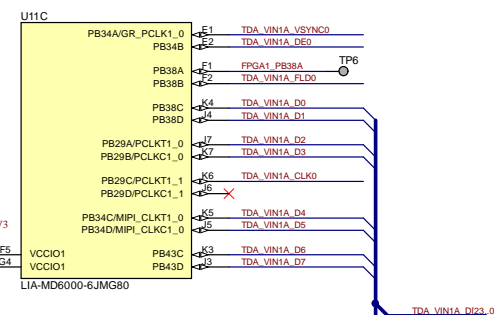 U11C
PB34A/GR_PCLK1_0 E1 TDA_VIN1A_VSYNC0
PB34B E2 TDA_VIN1A_DE0
PB38A F1 FPGA1_PB38A TP6
PB38B F2 TDA_VIN1A_FLD0
PB38C K4 TDA_VIN1A_D0
PB38D J4 TDA_VIN1A_D1
PB29A/PCLKT1_0 J7 TDA_VIN1A_D2
PB29B/PCLKC1_0 K7 TDA_VIN1A_D3
PB29C/PCLKT1_1 K6 TDA_VIN1A_CLK0
PB29D/PCLKC1_1 J6
PB34C/MIPI_CLKT1_0 K5 TDA_VIN1A_D4
PB34D/MIPI_CLKC1_0 J5 TDA_VIN1A_D5
F5 VCCIO1 PB43C K3 TDA_VIN1A_D6
G4 VCCIO1 PB43D J3 TDA_VIN1A_D7
LIA-MD6000-6JMG80
TDA_VIN1A_D[23..0